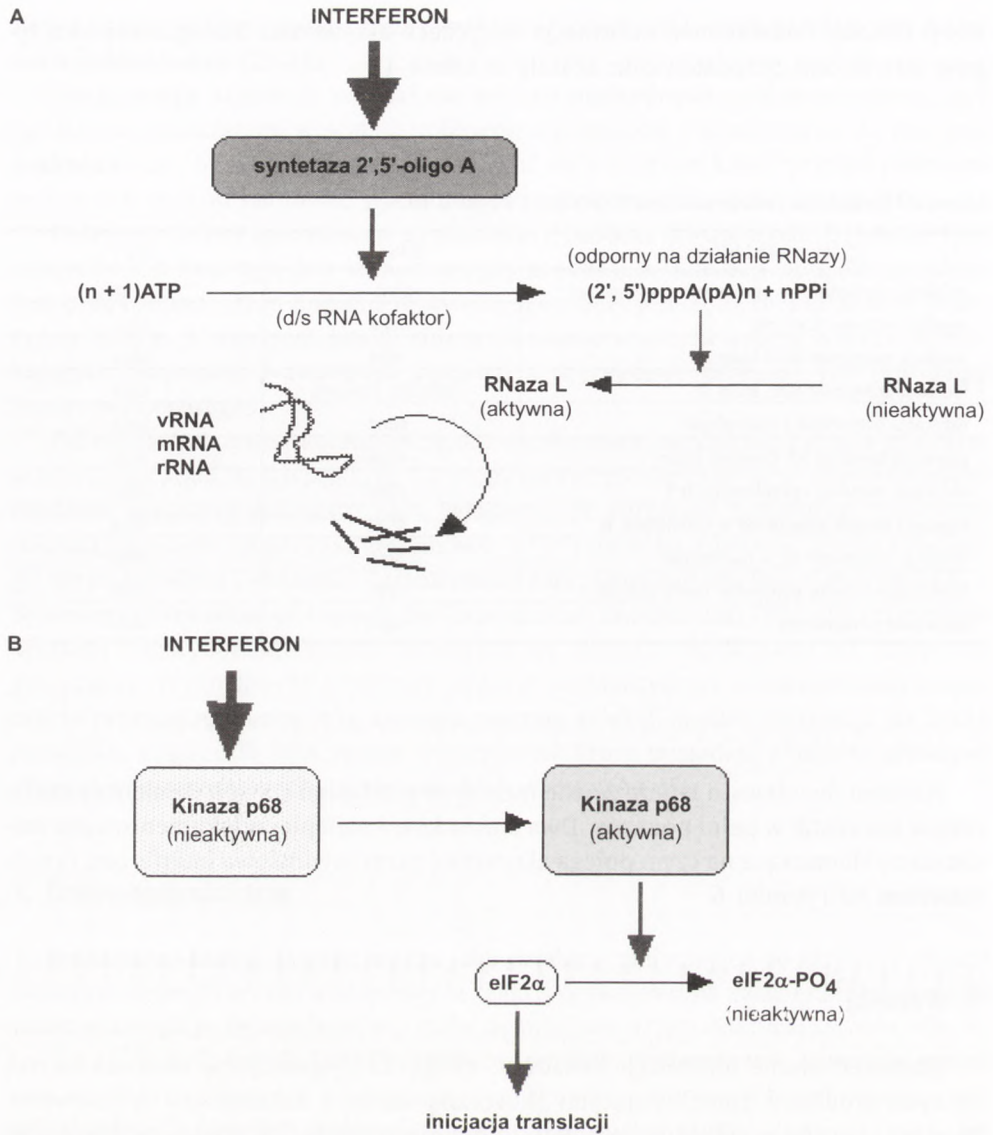 A
INTERFERON
syntetaza 2',5'-oligo A
(odporny na działanie RNazy)
(n + 1)ATP
(2', 5')pppA(pA)n + nPPi
(d/s RNA kofaktor)
RNaza L
(aktywna)
RNaza L
(nieaktywna)
vRNA
mRNA
rRNA
B
INTERFERON
Kinaza p68
(nieaktywna)
Kinaza p68
(aktywna)
eIF2α
eIF2α-PO4
(nieaktywna)
inicjacja translacji